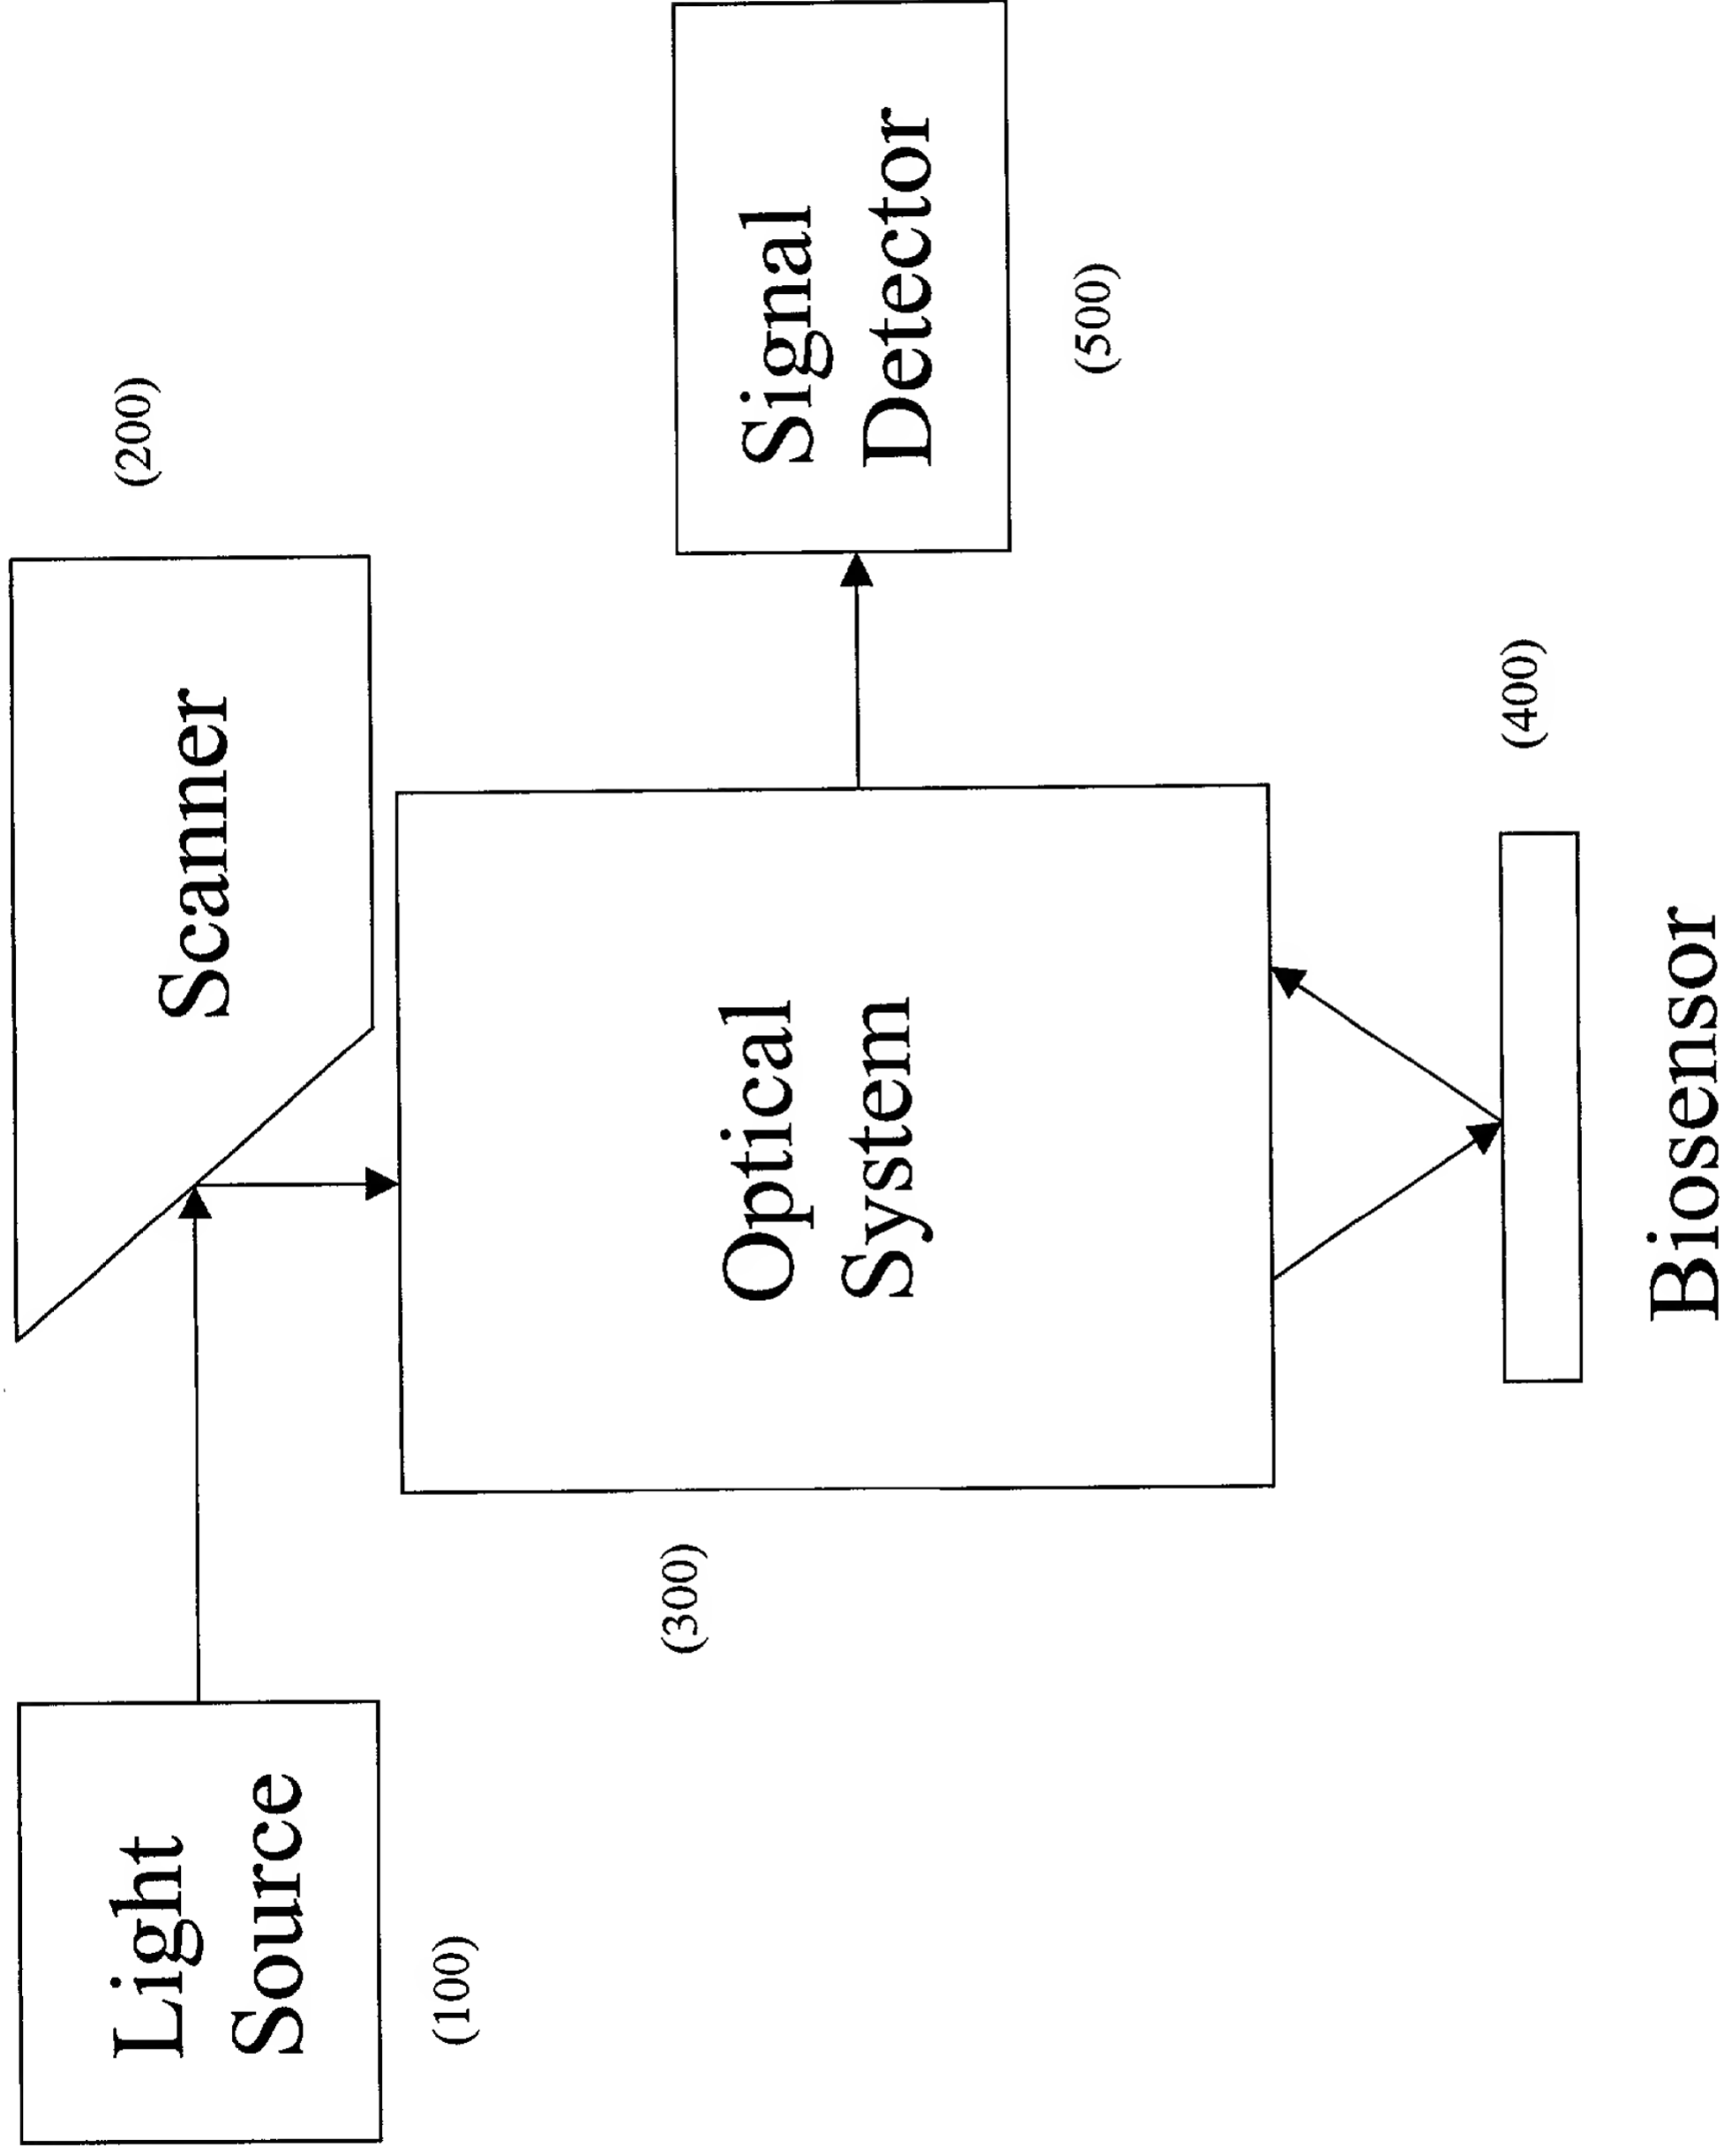 Scanner
(200)
Light
Source
(100)
(300)
Optical
System
Signal
Detector
(500)
(400)
Biosensor